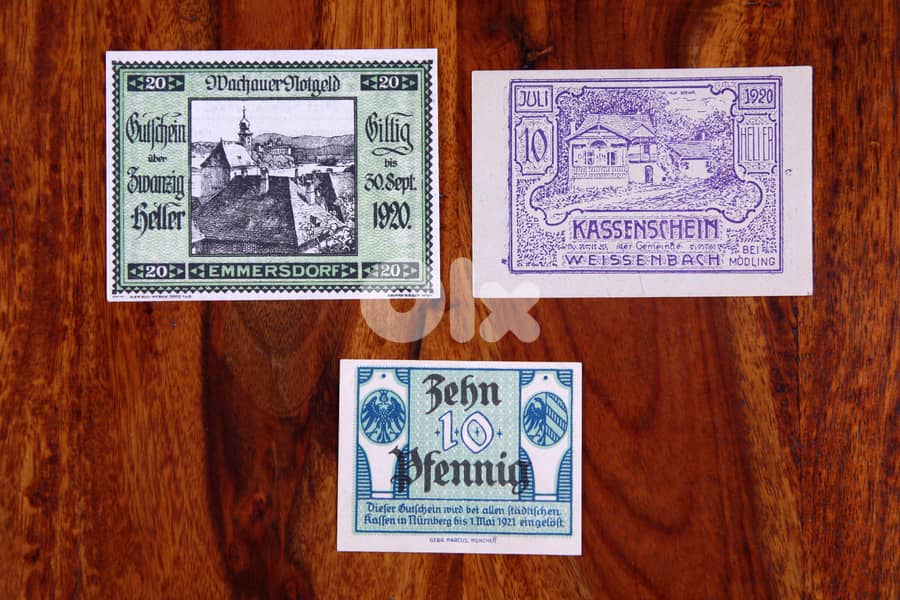 20
Wachauer Notgeld
20
Gutschein
über
Zwanzig
Heller
Giltig
bis
30. Sept.
1920.
20
EMMERSDORF
20
JULI
1920
10
HELLER
KASSENSCHEIN
der Gemeinde
WEISSENBACH
BEI
MÖDLING
olx
Zehn
10
Pfennig
Dieser Gutschein wird bei allen städtischen
Kassen in Nürnberg bis 1. Mai 1921 eingelöst
GEBR. PARCUS, MÜNCHEN